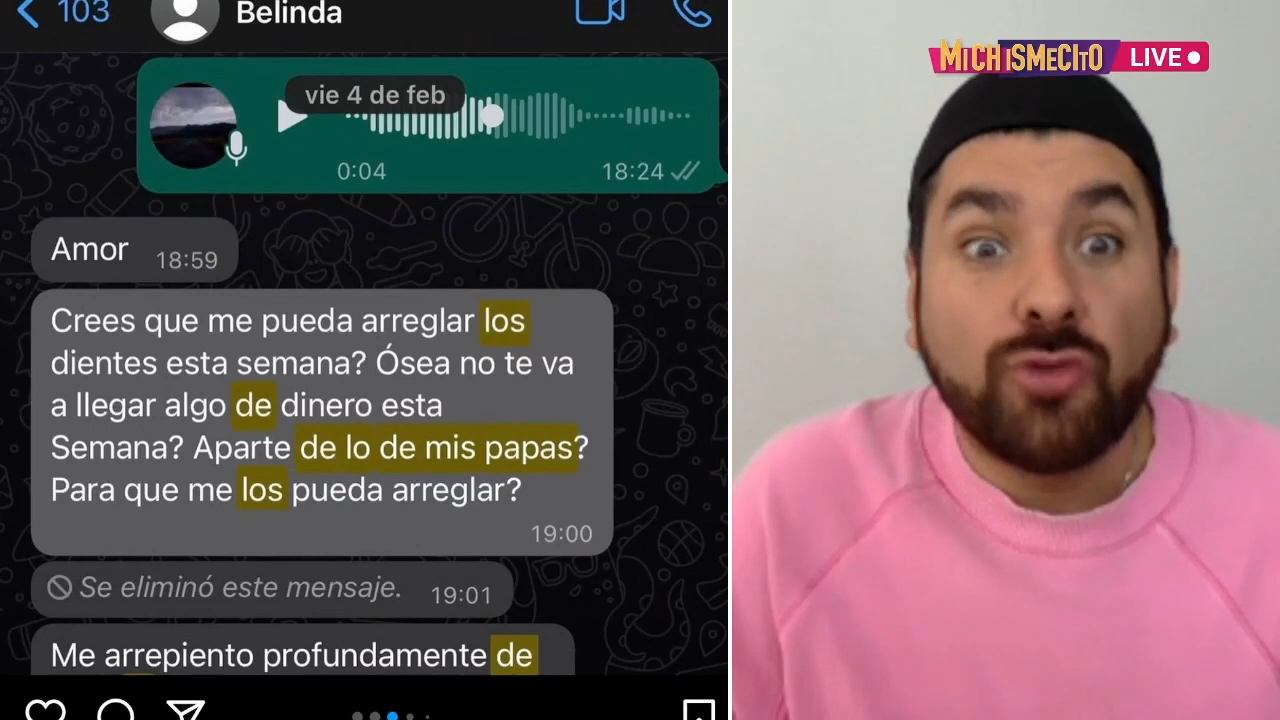 103
Belinda
MICHISMECITO LIVE
vie 4 de feb
0:04
18:24
Amor
18:59
Crees que me pueda arreglar los
dientes esta semana? Ósea no te va
a llegar algo de dinero esta
Semana? Aparte de lo de mis papas?
Para que me los pueda arreglar?
19:00
Se eliminó este mensaje.
19:01
Me arrepiento profundamente de